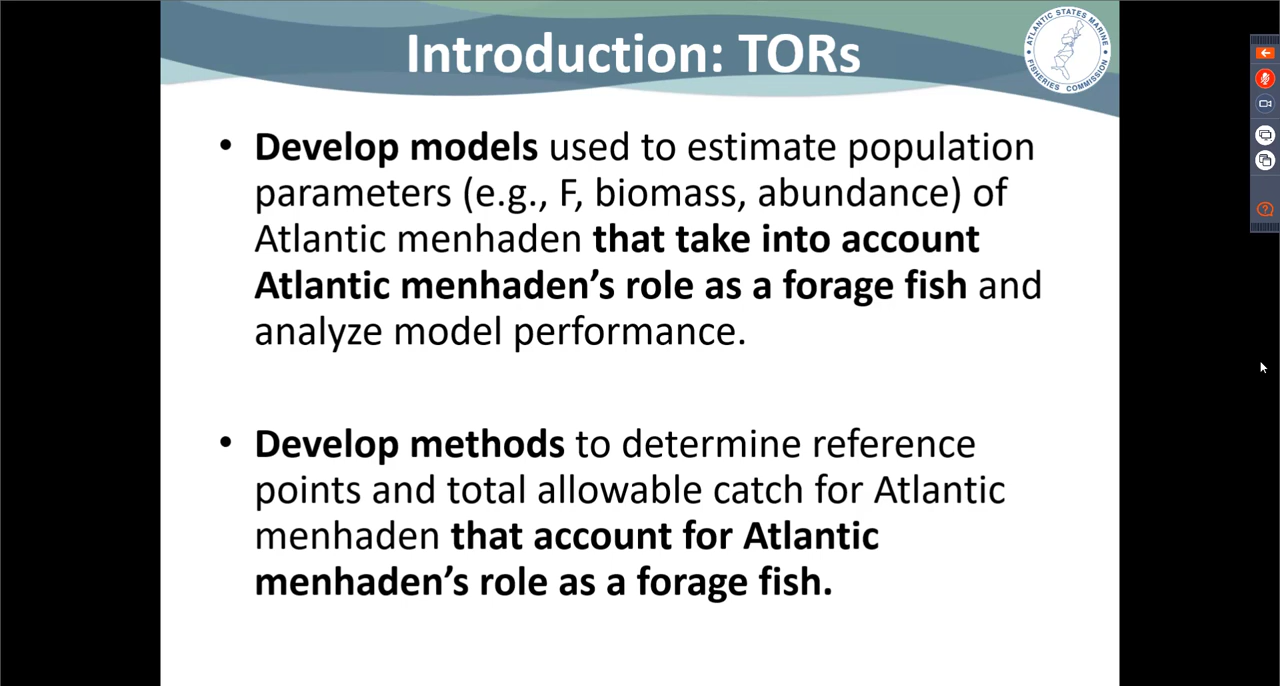 Introduction: TORs
ATLANTIC STATES MARINE
FISHERIES COMMISSION
• Develop models used to estimate population
parameters (e.g., F, biomass, abundance) of
Atlantic menhaden that take into account
Atlantic menhaden’s role as a forage fish and
analyze model performance.
• Develop methods to determine reference
points and total allowable catch for Atlantic
menhaden that account for Atlantic
menhaden’s role as a forage fish.